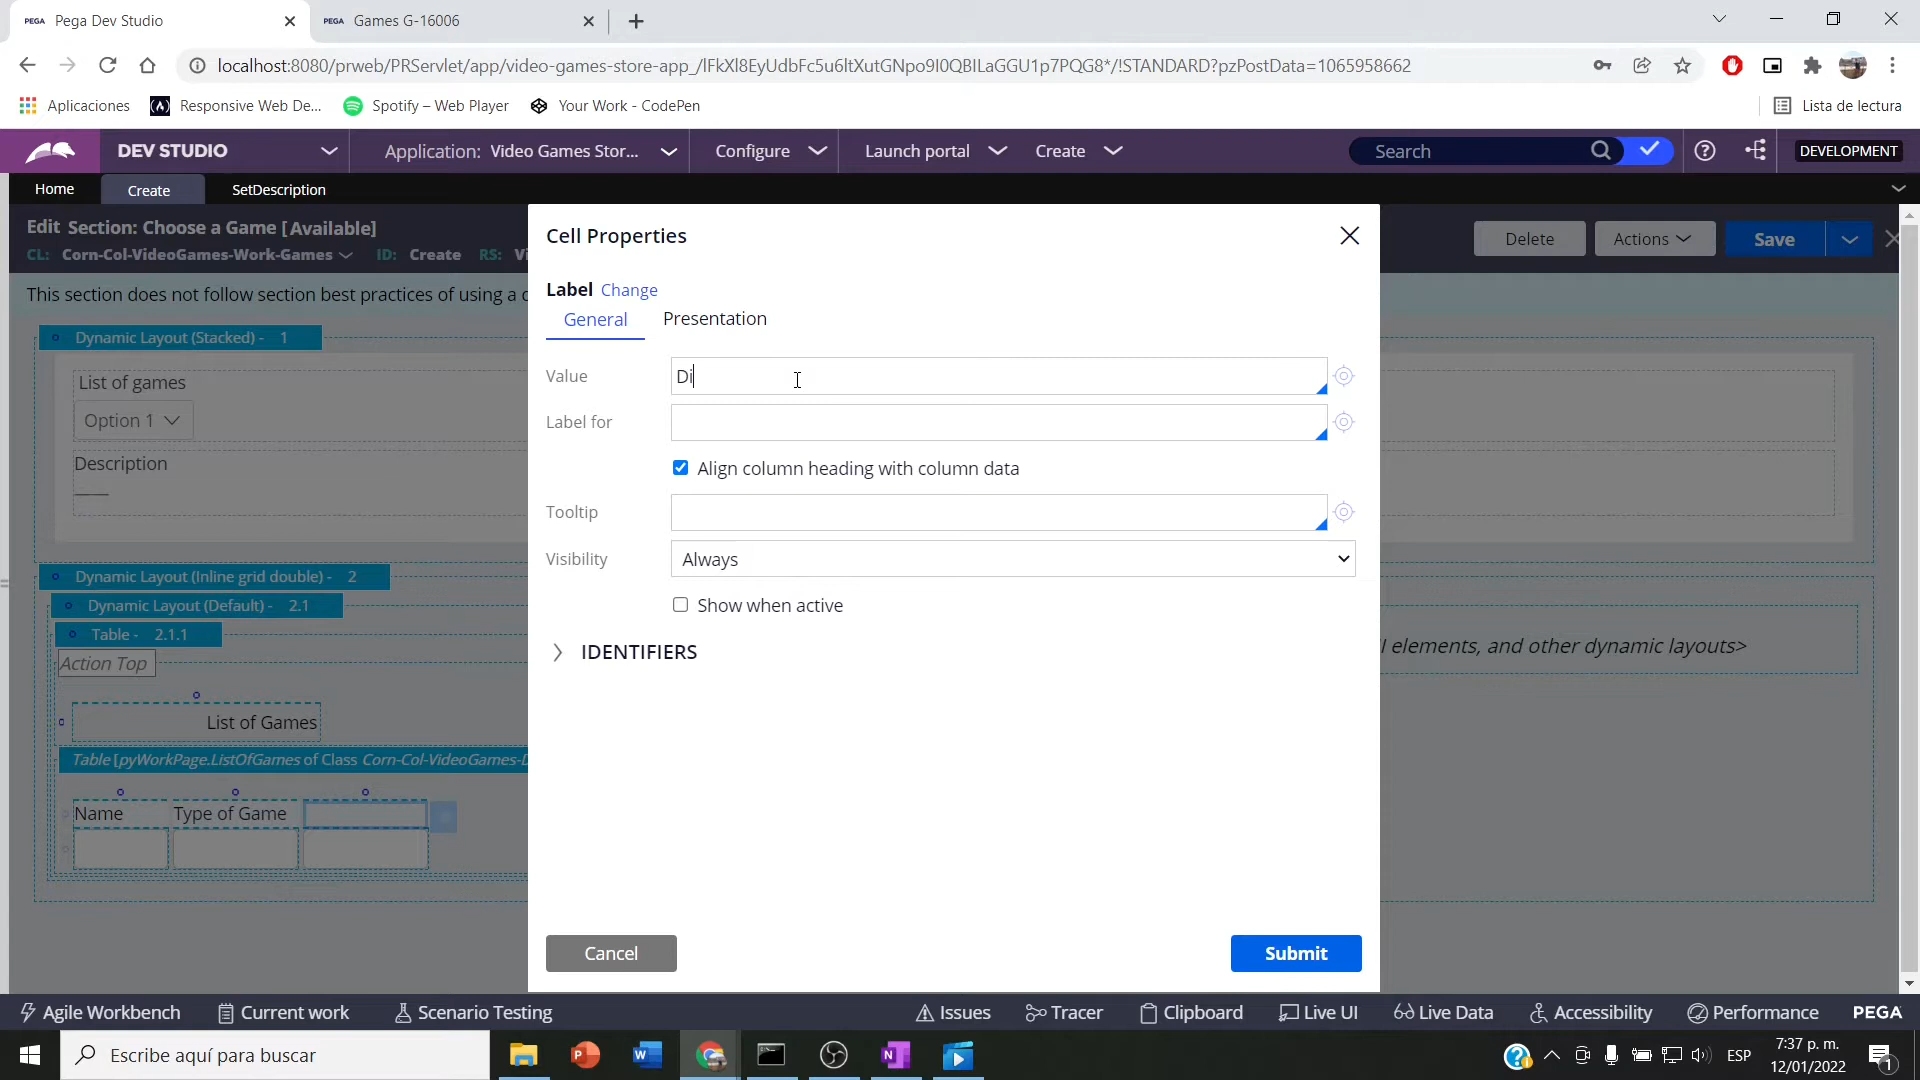 PEGA Pega Dev Studio
PEGA Games G-16006
localhost:8080/prweb/PRServlet/app/video-games-store-app_/lFkXl8EyUdbFc5u6ltXutGNpo9I0QBILaGGU1p7PQG8*/!STANDARD?pzPostData=1065958662
Aplicaciones
Responsive Web De...
Spotify – Web Player
Your Work - CodePen
Lista de lectura
DEV STUDIO
Application: Video Games Stor...
Configure
Launch portal
Create
Search
DEVELOPMENT
Home
Create
SetDescription
Edit Section: Choose a Game [Available]
CL: Corn-Col-VideoGames-Work-Games ID: Create RS: Vi
Delete
Actions
Save
This section does not follow section best practices of using a
Dynamic Layout (Stacked) - 1
List of games
Option 1
Description
Dynamic Layout (Inline grid double) - 2
Dynamic Layout (Default) - 2.1
Table - 2.1.1
Action Top
List of Games
Table [pyWorkPage.ListOfGames of Class Corn-Col-VideoGames-D
Name
Type of Game
elements, and other dynamic layouts>
Cell Properties
Label Change
General
Presentation
Value
Di
Label for
Align column heading with column data
Tooltip
Visibility
Always
Show when active
IDENTIFIERS
Cancel
Submit
Agile Workbench
Current work
Scenario Testing
Issues
Tracer
Clipboard
Live UI
Live Data
Accessibility
Performance
PEGA
Escribe aquí para buscar
ESP
7:37 p. m.
12/01/2022
1